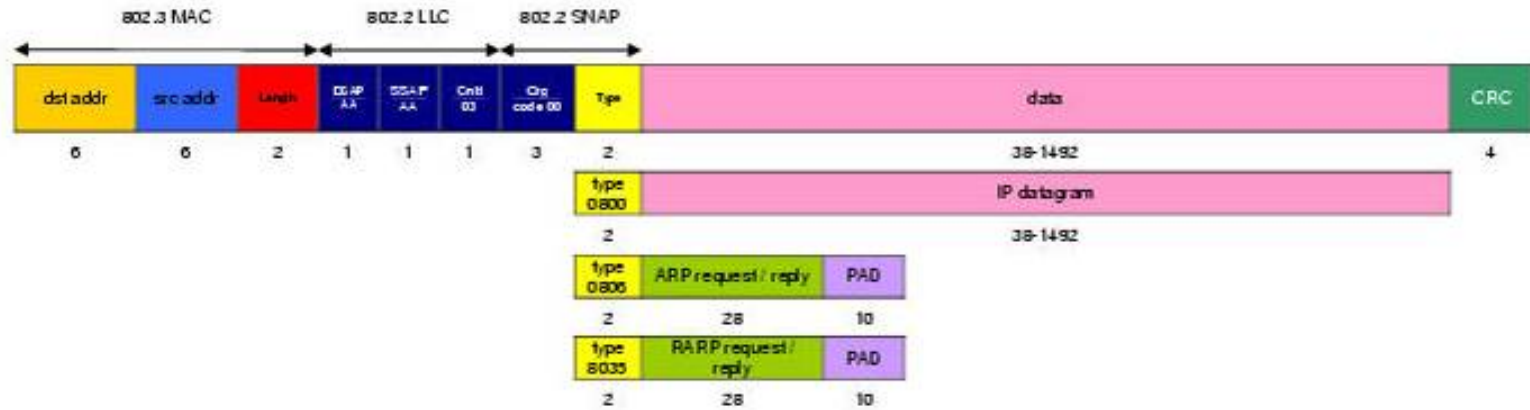 802.3 MAC 802.2 LLC 802.2 SNAP
dst addr src addr Length DSAP AA SSAP AA Cntl 03 Org code 00 Type data CRC
6 6 2 1 1 1 3 2 38-1492 4
type 0800 IP datagram
2 38-1492
type 0806 ARP request / reply PAD
2 28 10
type 8035 RARP request / reply PAD
2 28 10